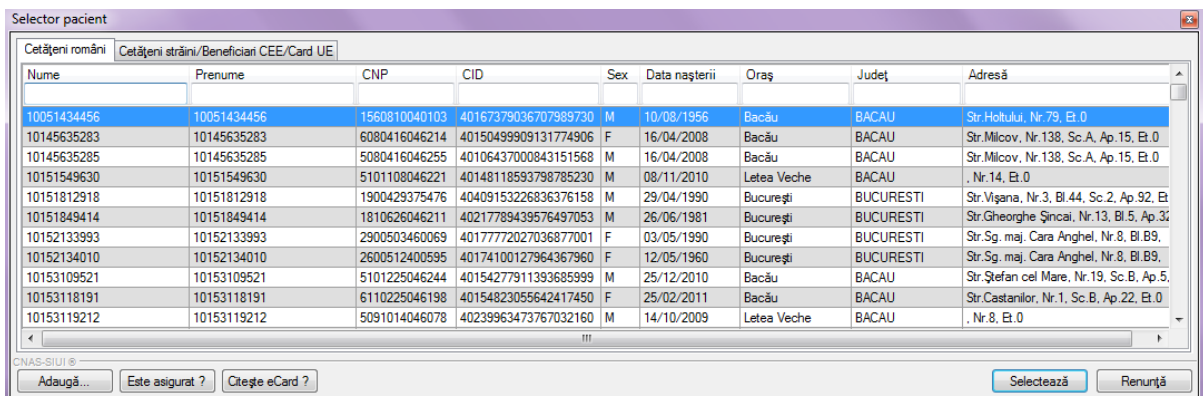 Selector pacient
Cetăţeni români Cetăţeni străini/Beneficiari CEE/Card UE
Nume Prenume CNP CID Sex Data naşterii Oraş Judeţ Adresă
10051434456 10051434456 1560810040103 40167379036707989730 M 10/08/1956 Bacău BACAU Str.Holtului, Nr.79, Et.0
10145635283 10145635283 6080416046214 40150499909131774906 F 16/04/2008 Bacău BACAU Str.Milcov, Nr.138, Sc.A, Ap.15, Et.0
10145635285 10145635285 5080416046255 40106437000843151568 M 16/04/2008 Bacău BACAU Str.Milcov, Nr.138, Sc.A, Ap.15, Et.0
10151549630 10151549630 5101108046221 40148118593798785230 M 08/11/2010 Letea Veche BACAU , Nr.14, Et.0
10151812918 10151812918 1900429375476 40409153226836376158 M 29/04/1990 Bucureşti BUCURESTI Str.Vişana, Nr.3, Bl.44, Sc.2, Ap.92, Et
10151849414 10151849414 1810626046211 40217789439576497053 M 26/06/1981 Bucureşti BUCURESTI Str.Gheorghe Şincai, Nr.13, Bl.5, Ap.32
10152133993 10152133993 2900503460069 40177772027036877001 F 03/05/1990 Bucureşti BUCURESTI Str.Sg. maj. Cara Anghel, Nr.8, Bl.B9,
10152134010 10152134010 2600512400595 40174100127964367960 F 12/05/1960 Bucureşti BUCURESTI Str.Sg. maj. Cara Anghel, Nr.8, Bl.B9,
10153109521 10153109521 5101225046244 40154277911393685999 M 25/12/2010 Bacău BACAU Str.Ştefan cel Mare, Nr.19, Sc.B, Ap.5,
10153118191 10153118191 6110225046198 40154823055642417450 F 25/02/2011 Bacău BACAU Str.Castanilor, Nr.1, Sc.B, Ap.22, Et.0
10153119212 10153119212 5091014046078 40239963473767032160 M 14/10/2009 Letea Veche BACAU , Nr.8, Et.0
CNAS-SIUI ®
Adaugă... Este asigurat ? Citeşte eCard ? Selectează Renunţă